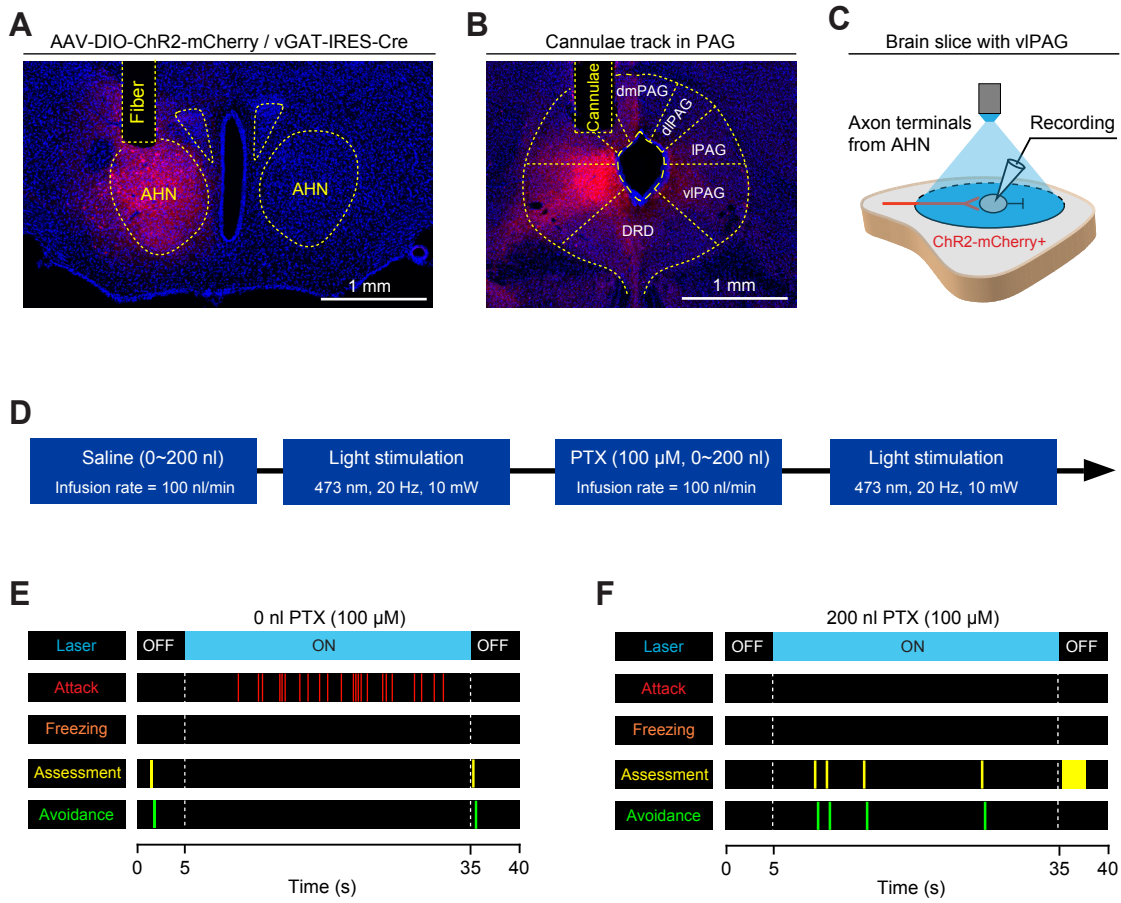 A
AAV-DIO-ChR2-mCherry / vGAT-IRES-Cre
Fiber
AHN
AHN
1 mm
B
Cannulae track in PAG
Cannulae
dmPAG
dlPAG
lPAG
vlPAG
DRD
1 mm
C
Brain slice with vlPAG
Axon terminals
from AHN
Recording
ChR2-mCherry+
D
Saline (0~200 nl)
Infusion rate = 100 nl/min
Light stimulation
473 nm, 20 Hz, 10 mW
PTX (100 µM, 0~200 nl)
Infusion rate = 100 nl/min
Light stimulation
473 nm, 20 Hz, 10 mW
E
0 nl PTX (100 µM)
Laser
OFF
ON
OFF
Attack
Freezing
Assessment
Avoidance
0
5
35
40
Time (s)
F
200 nl PTX (100 µM)
Laser
OFF
ON
OFF
Attack
Freezing
Assessment
Avoidance
0
5
35
40
Time (s)